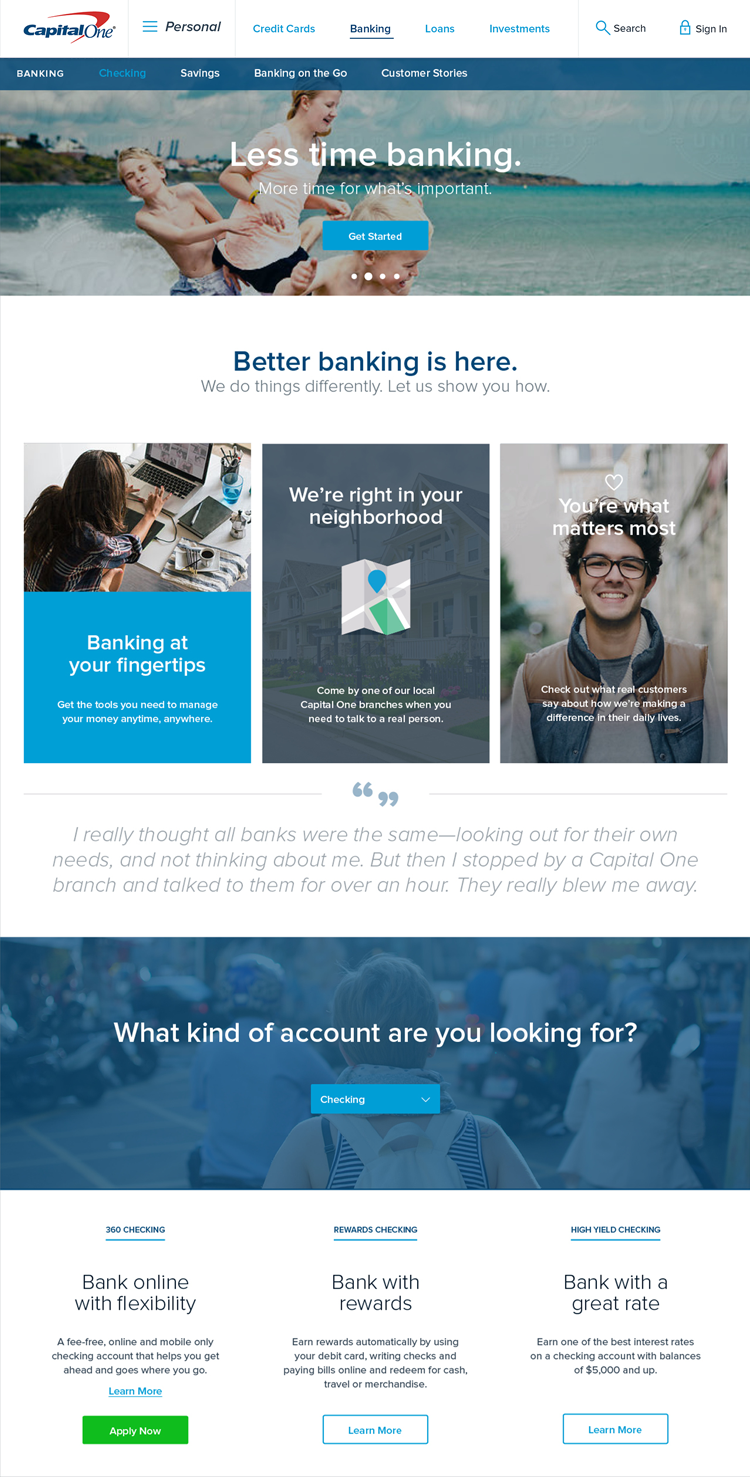 CapitalOne®
Personal
Credit Cards
Banking
Loans
Investments
Search
Sign In
BANKING
Checking
Savings
Banking on the Go
Customer Stories
Less time banking.
More time for what's important.
Get Started
Better banking is here.
We do things differently. Let us show you how.
Banking at
your fingertips
Get the tools you need to manage
your money anytime, anywhere.
We're right in your
neighborhood
Come by one of our local
Capital One branches when you
need to talk to a real person.
You're what
matters most
Check out what real customers
say about how we're making a
difference in their daily lives.
“ ”
I really thought all banks were the same—looking out for their own
needs, and not thinking about me. But then I stopped by a Capital One
branch and talked to them for over an hour. They really blew me away.
What kind of account are you looking for?
Checking
360 CHECKING
Bank online
with flexibility
A fee-free, online and mobile only
checking account that helps you get
ahead and goes where you go.
Learn More
Apply Now
REWARDS CHECKING
Bank with
rewards
Earn rewards automatically by using
your debit card, writing checks and
paying bills online and redeem for cash,
travel or merchandise.
Learn More
HIGH YIELD CHECKING
Bank with a
great rate
Earn one of the best interest rates
on a checking account with balances
of $5,000 and up.
Learn More